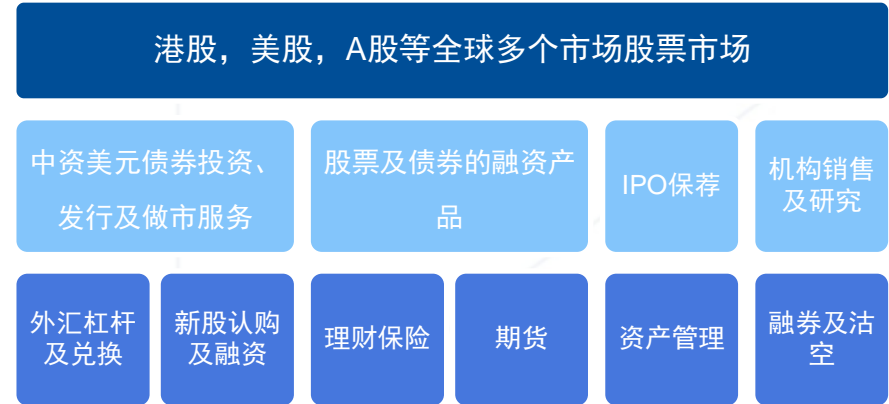 港股，美股，A股等全球多个市场股票市场
中资美元债券投资、
发行及做市服务
股票及债券的融资产
品
IPO保荐
机构销售
及研究
外汇杠杆
及兑换
新股认购
及融资
理财保险
期货
资产管理
融券及沽
空